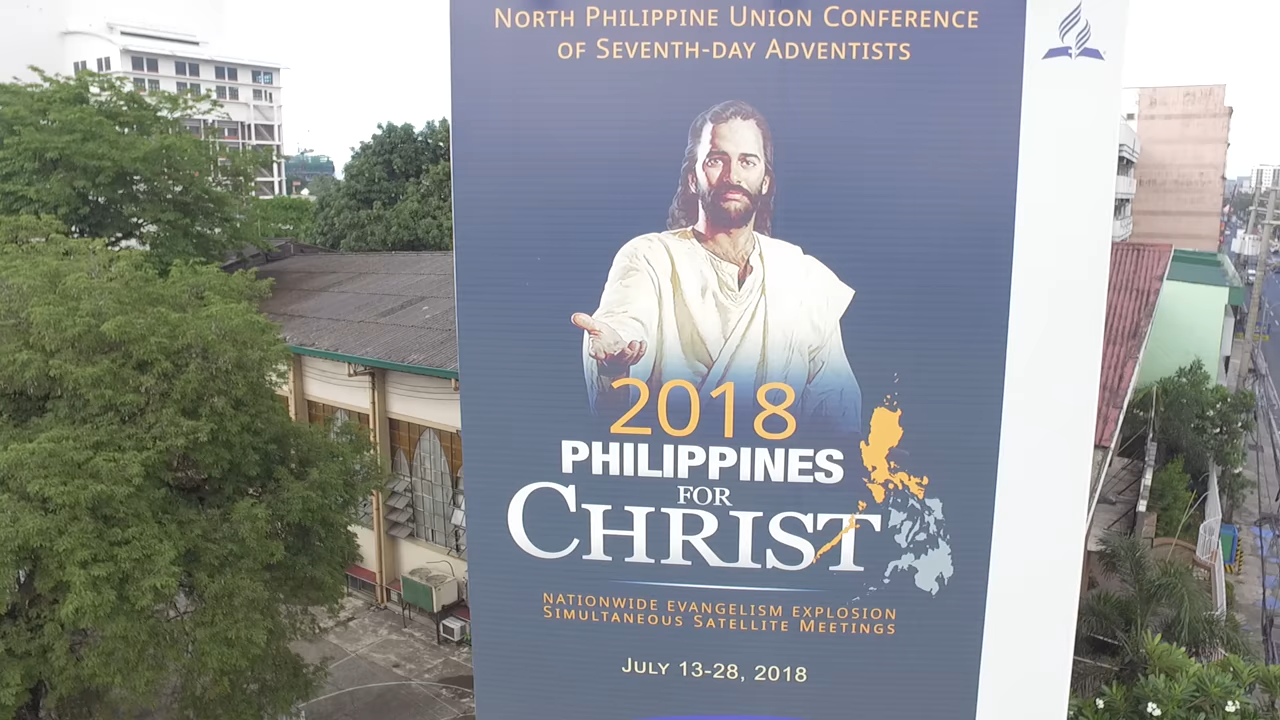 North Philippine Union Conference
of Seventh-day Adventists
2018
PHILIPPINES
FOR
CHRIST
Nationwide Evangelism Explosion
Simultaneous Satellite Meetings
July 13-28, 2018